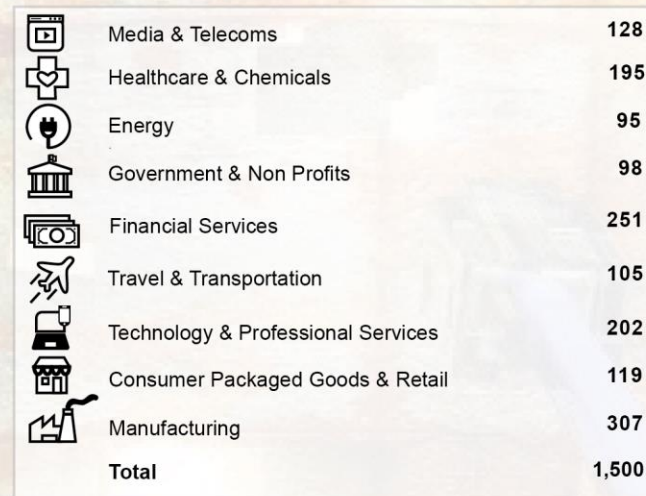 Media & Telecoms 128
Healthcare & Chemicals 195
Energy 95
Government & Non Profits 98
Financial Services 251
Travel & Transportation 105
Technology & Professional Services 202
Consumer Packaged Goods & Retail 119
Manufacturing 307
Total 1,500